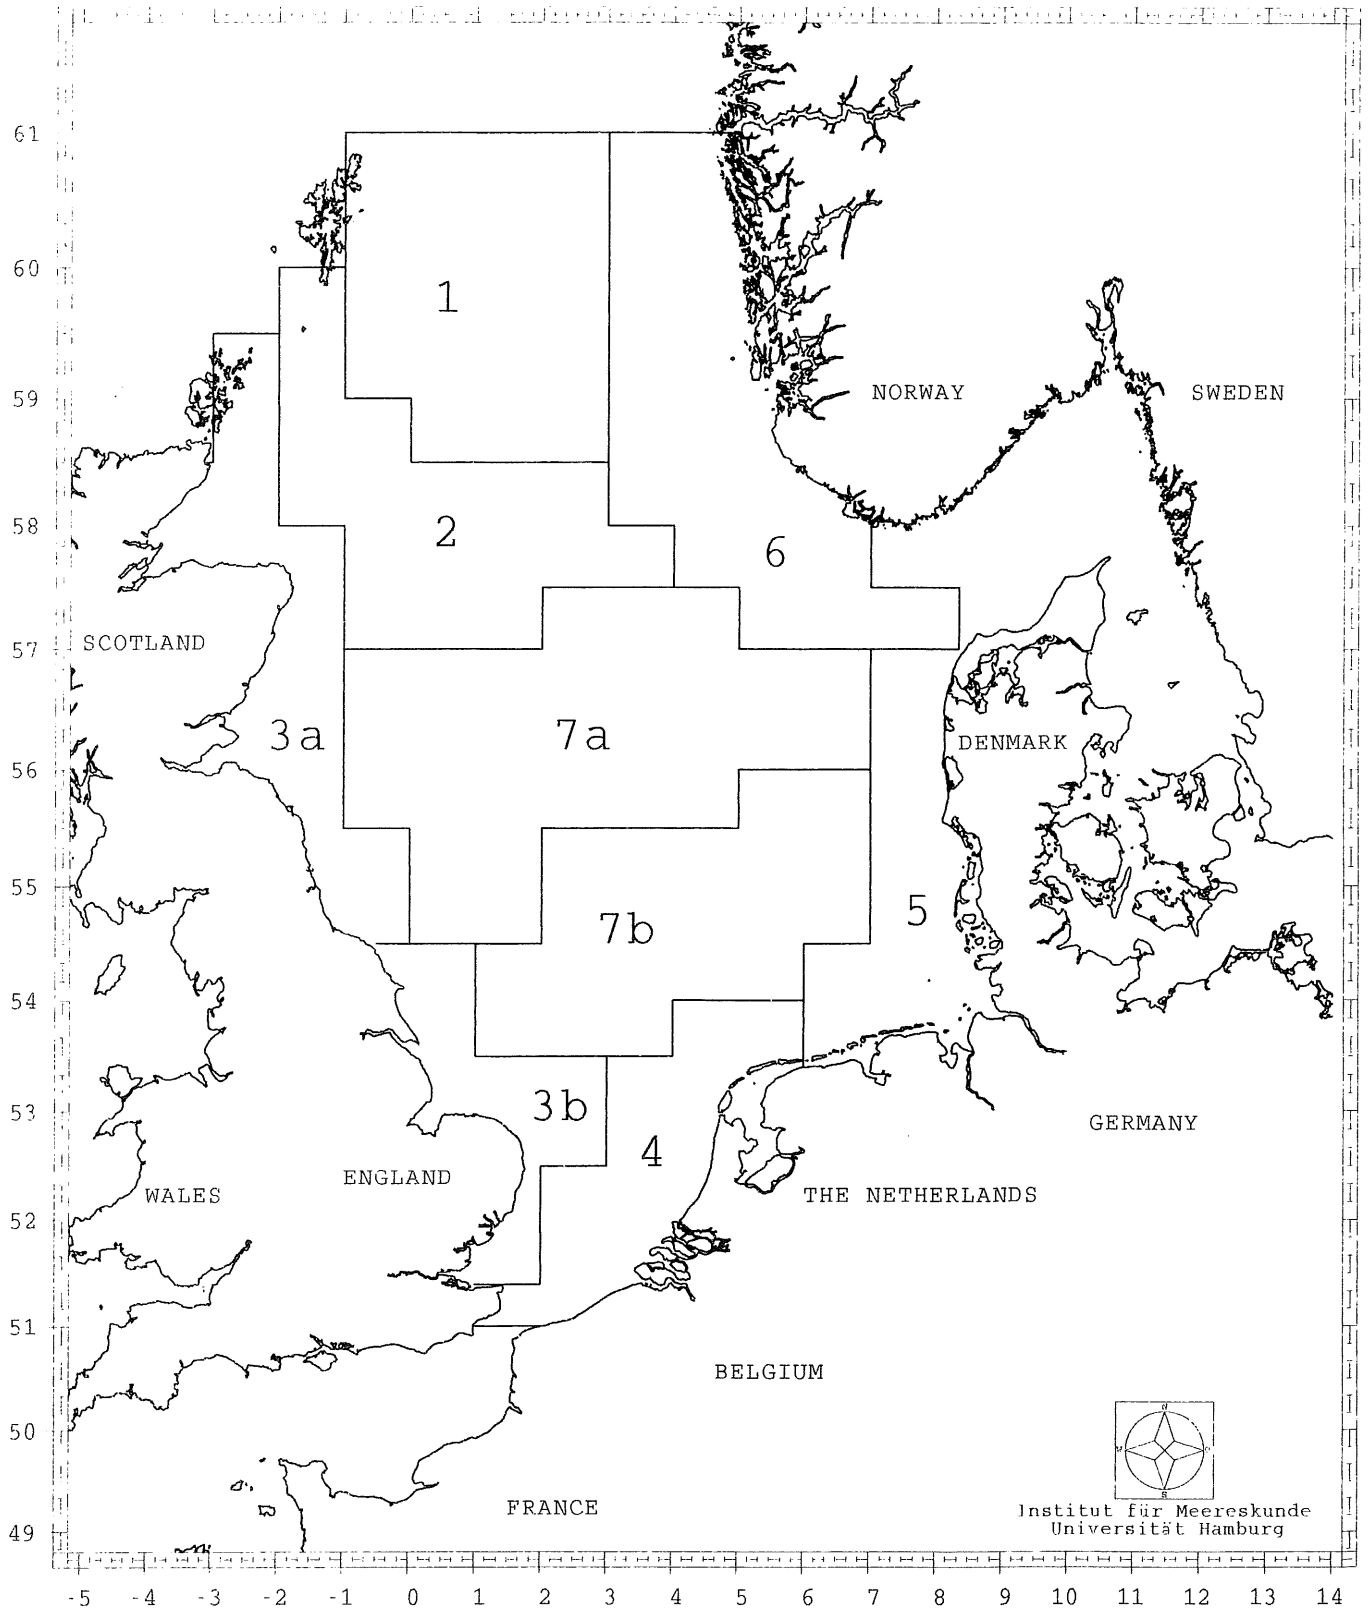 61
60
1
59
NORWAY
SWEDEN
58
2
6
57
SCOTLAND
3a
7a
DENMARK
56
55
5
7b
54
53
3b
4
GERMANY
ENGLAND
WALES
THE NETHERLANDS
52
51
BELGIUM
50
N
S
FRANCE
Institut für Meereskunde
Universität Hamburg
49
-5 -4 -3 -2 -1 0 1 2 3 4 5 6 7 8 9 10 11 12 13 14